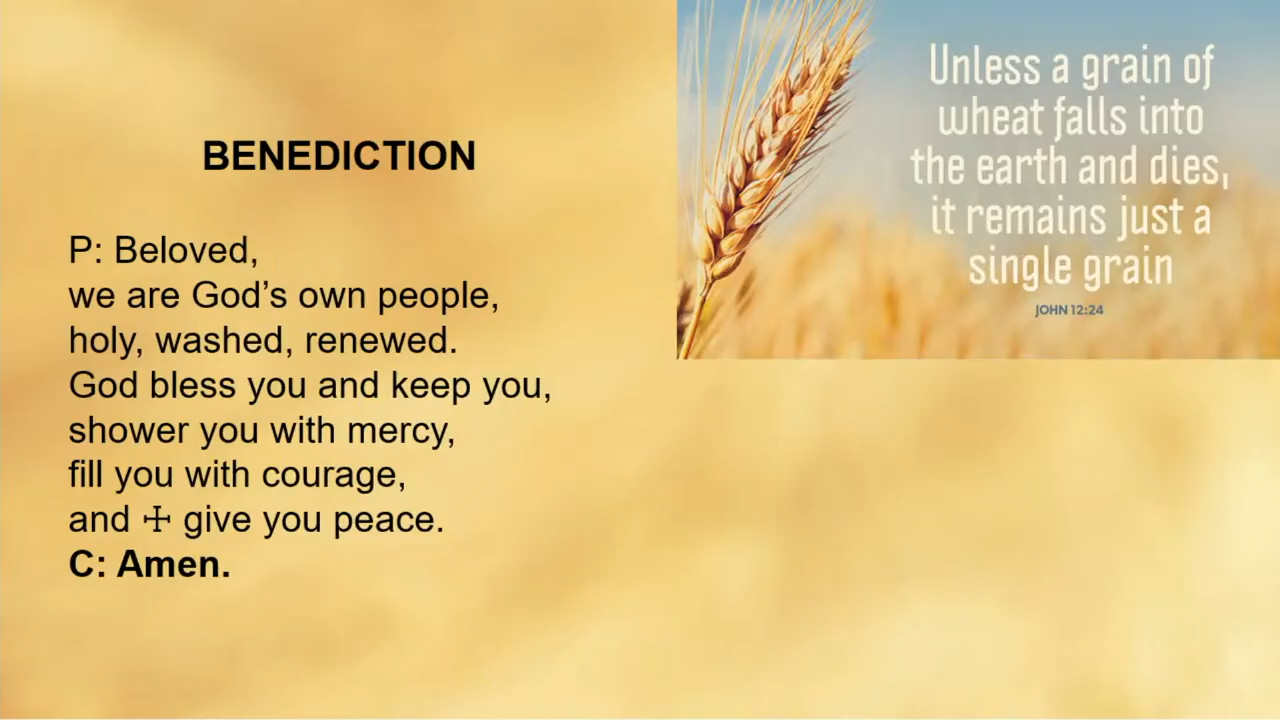 BENEDICTION
P: Beloved,
we are God’s own people,
holy, washed, renewed.
God bless you and keep you,
shower you with mercy,
fill you with courage,
and ☩ give you peace.
C: Amen.
Unless a grain of
wheat falls into
the earth and dies,
it remains just a
single grain
JOHN 12:24